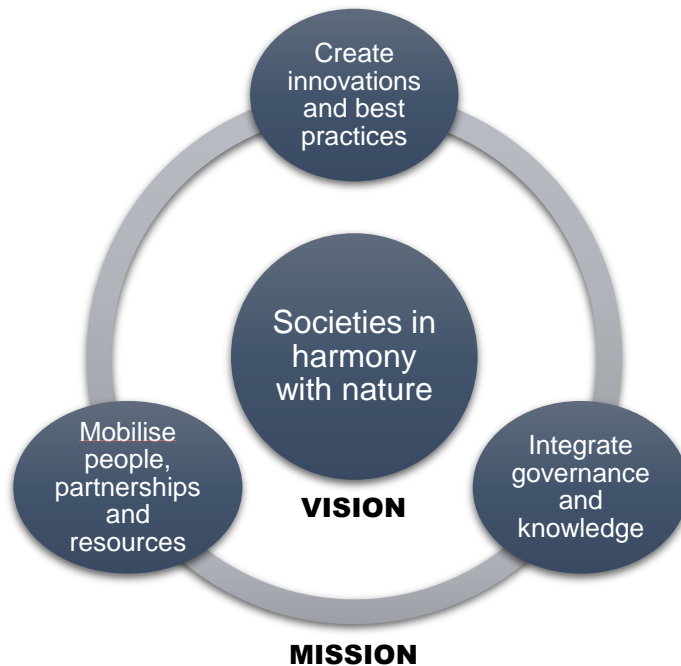 Create
innovations
and best
practices
Societies in
harmony
with nature
VISION
Mobilise
people,
partnerships
and
resources
Integrate
governance
and
knowledge
MISSION